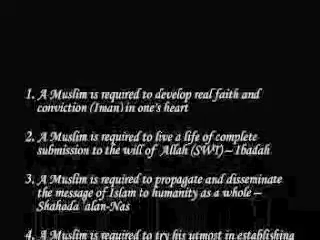 1. A Muslim is required to develop real faith and
conviction (Iman) in one's heart
2. A Muslim is required to live a life of complete
submission to the will of Allah (SWT) – Ibadah
3. A Muslim is required to propagate and disseminate
the message of Islam to humanity as a whole –
Shahada 'alan-Nas
4. A Muslim is required to try his utmost in establishing